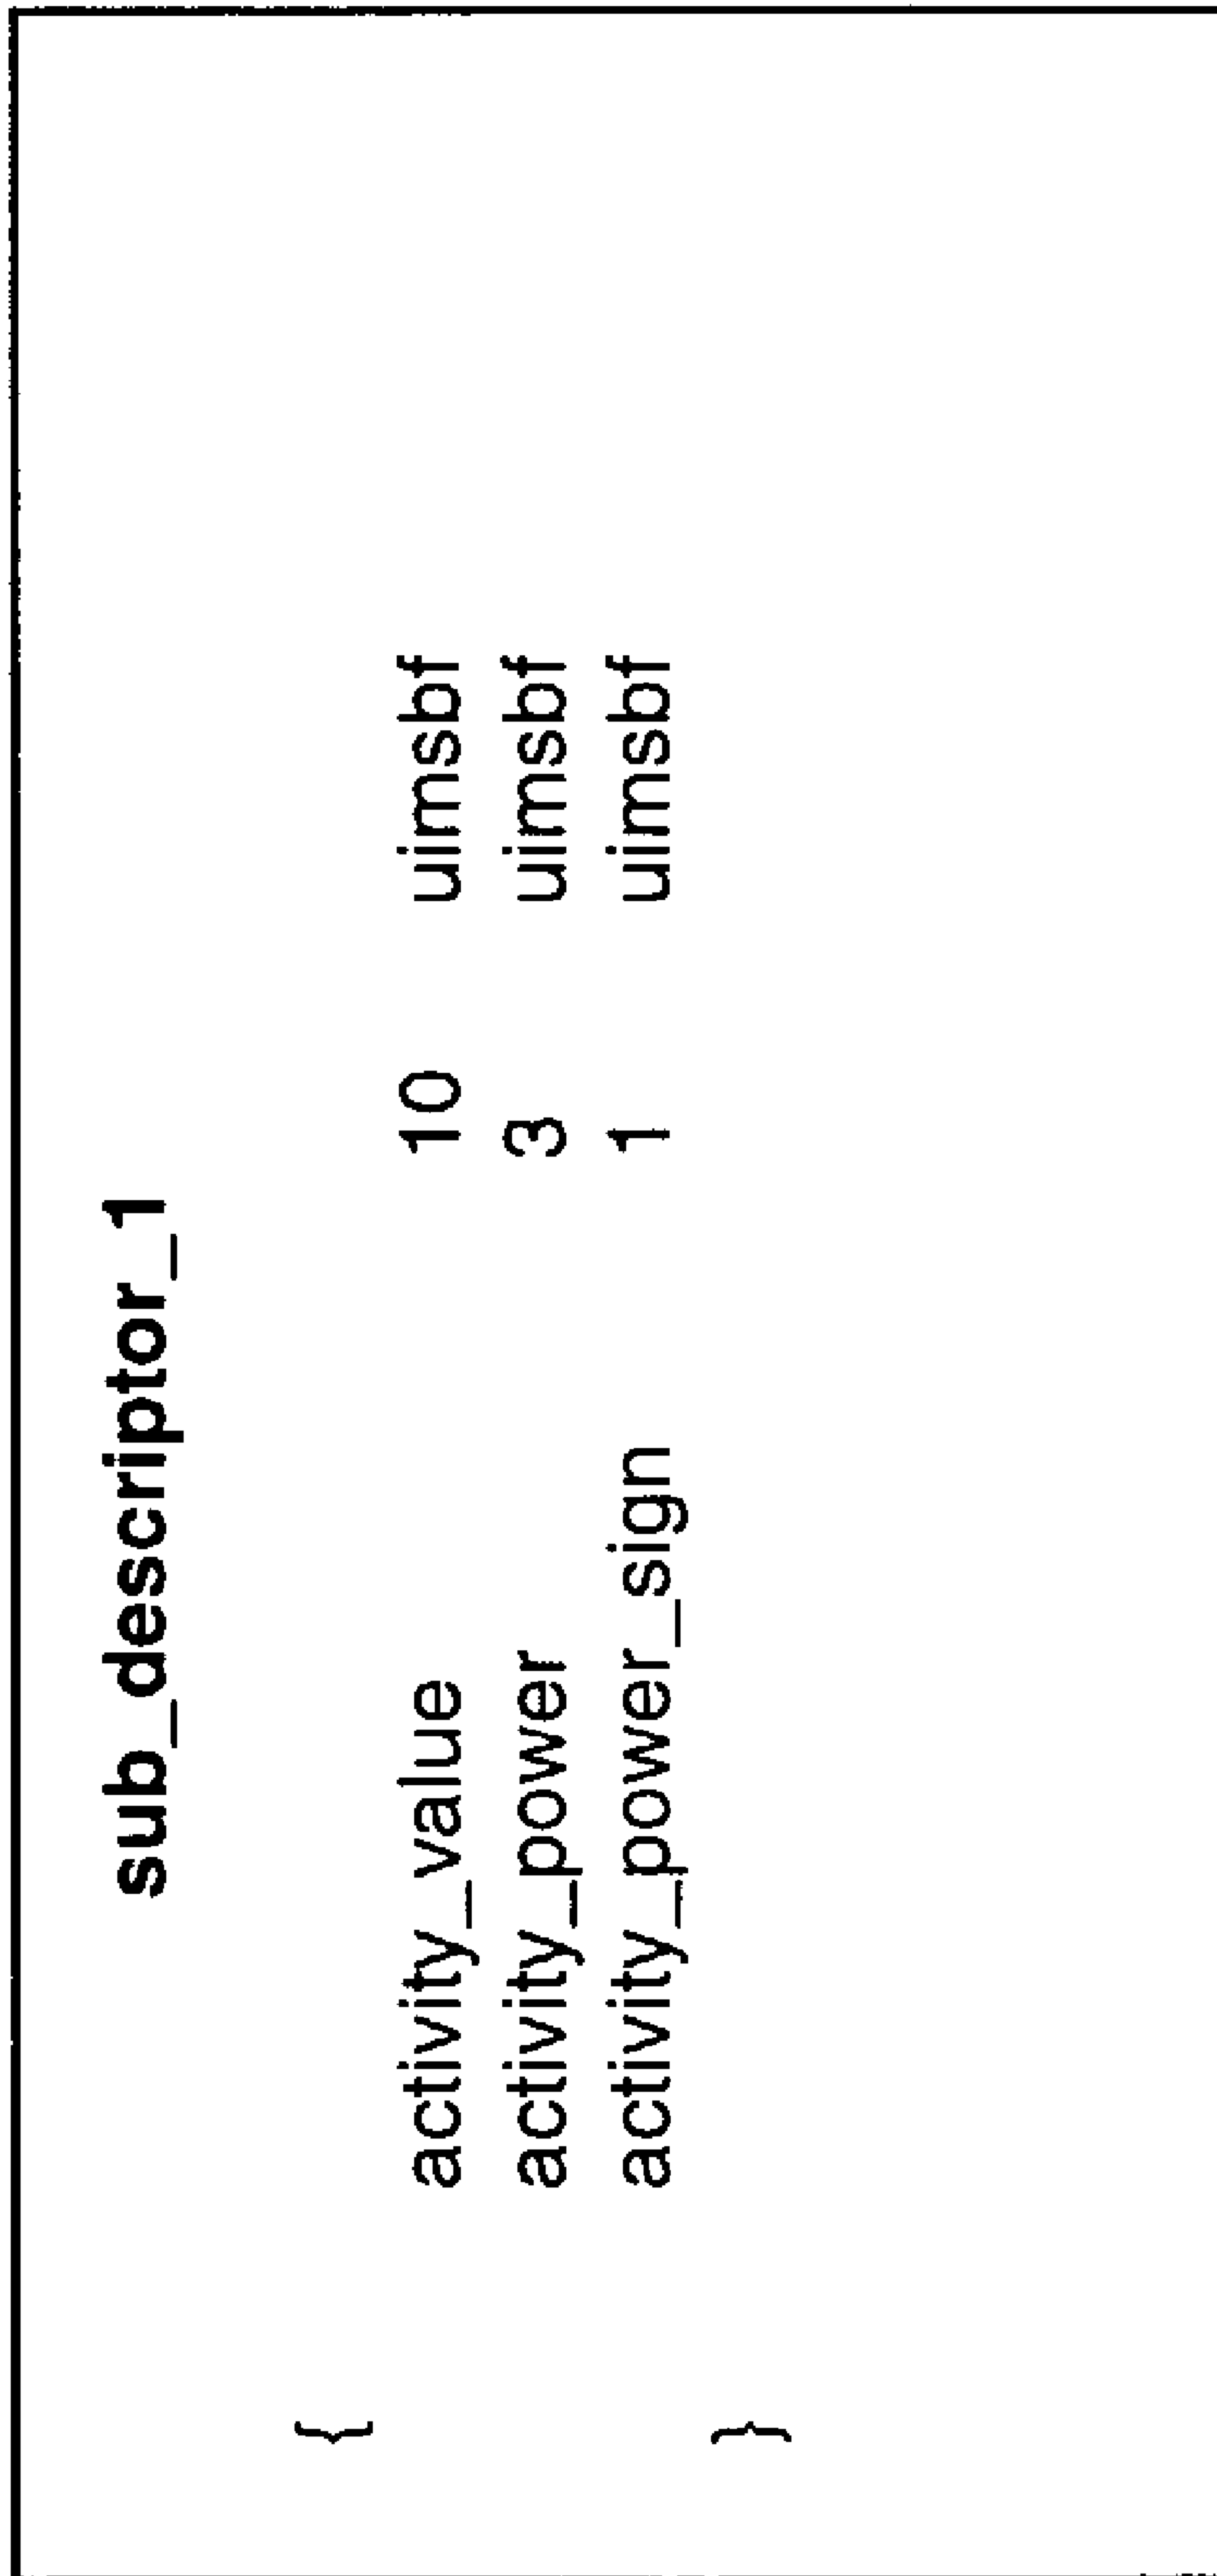 sub_descriptor_1
{
activity_value 10 uimsbf
activity_power 3 uimsbf
activity_power_sign 1 uimsbf
}